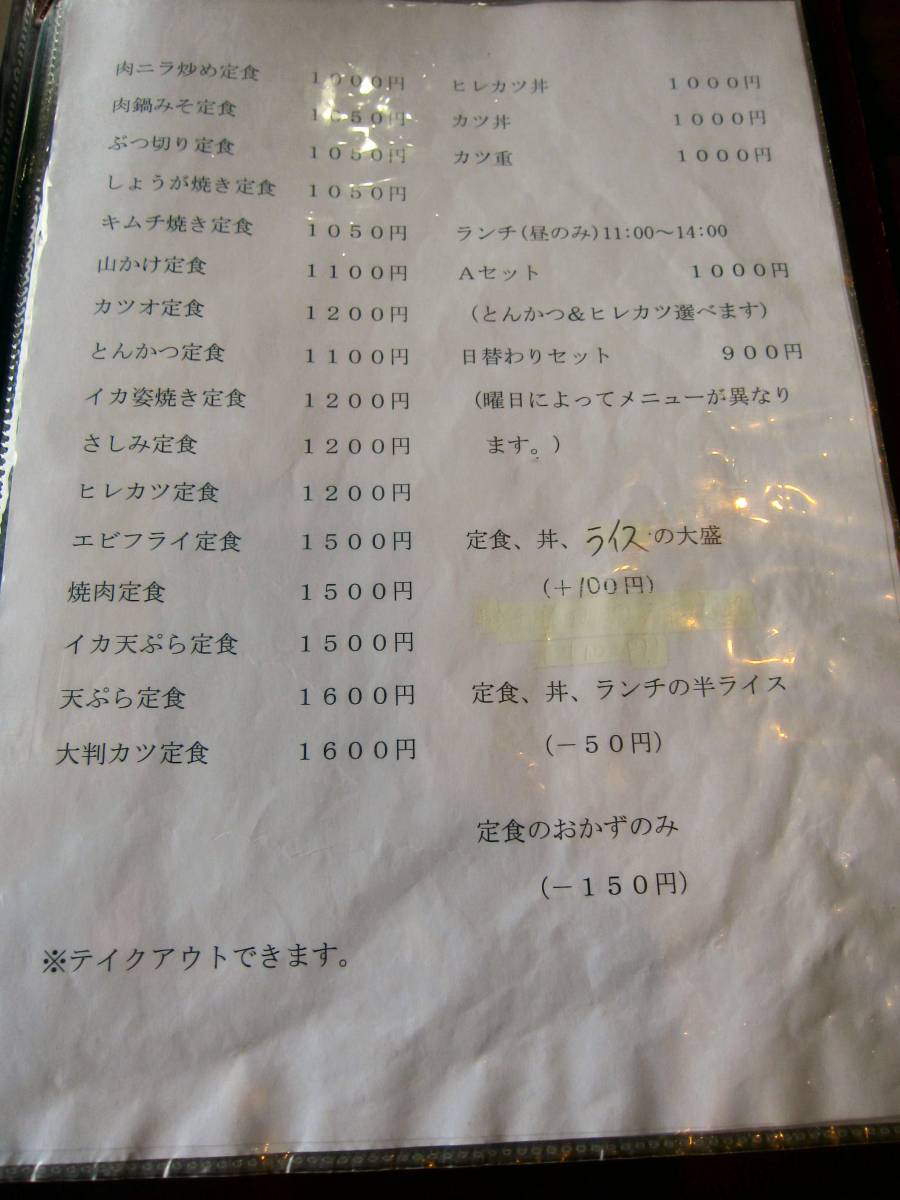 肉ニラ炒め定食 1000円
肉鍋みそ定食 1050円
ぶつ切り定食 1050円
しょうが焼き定食 1050円
キムチ焼き定食 1050円
山かけ定食 1100円
カツオ定食 1200円
とんかつ定食 1100円
イカ姿焼き定食 1200円
さしみ定食 1200円
ヒレカツ定食 1200円
エビフライ定食 1500円
焼肉定食 1500円
イカ天ぷら定食 1500円
天ぷら定食 1600円
大判カツ定食 1600円
ヒレカツ丼 1000円
カツ丼 1000円
カツ重 1000円
ランチ(昼のみ)11:00～14:00
Aセット 1000円
(とんかつ&ヒレカツ選べます)
日替わりセット 900円
(曜日によってメニューが異なり
ます。)
定食、丼、ライスの大盛
(+100円)
定食、丼、ランチの半ライス
(－50円)
定食のおかずのみ
(－150円)
※テイクアウトできます。